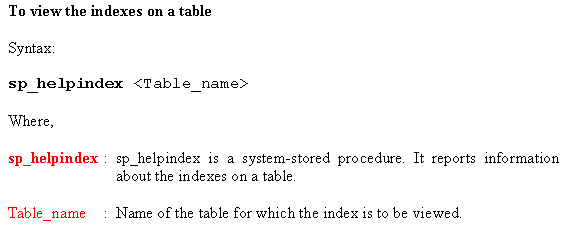 To view the indexes on a table
Syntax:
sp_helpindex <Table_name>
Where,
sp_helpindex : sp_helpindex is a system-stored procedure. It reports information
about the indexes on a table.
Table_name : Name of the table for which the index is to be viewed.